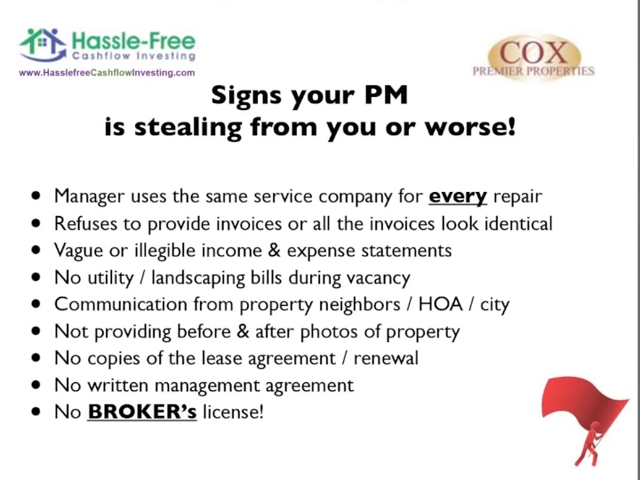 Hassle-Free
Cashflow Investing
www.HasslefreeCashflowInvesting.com
COX
PREMIER PROPERTIES
Signs your PM
is stealing from you or worse!
• Manager uses the same service company for every repair
• Refuses to provide invoices or all the invoices look identical
• Vague or illegible income & expense statements
• No utility / landscaping bills during vacancy
• Communication from property neighbors / HOA / city
• Not providing before & after photos of property
• No copies of the lease agreement / renewal
• No written management agreement
• No BROKER's license!